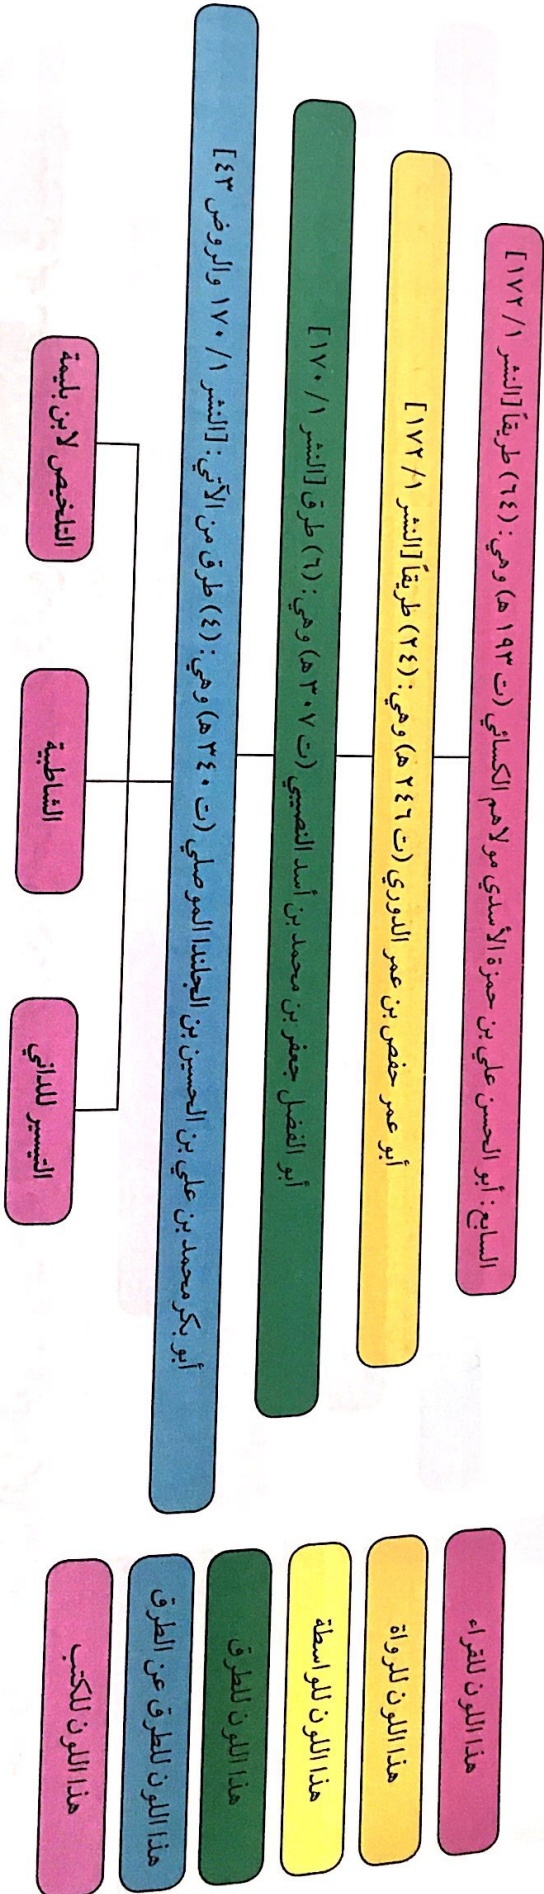 السابع: أبو الحسن علي بن حمزة الأسدي مولاهم الكسائي (ت ١٩٣ هـ) وهي: (٦٤) طريقاً [النشر ١/ ١٧٢]
أبو عمر حفص بن عمر الدوري (ت ٢٤٦ هـ) وهي: (٢٤) طريقاً [النشر ١/ ١٧٢]
أبو الفضل جعفر بن محمد بن أسد النصيبي (ت ٣٠٧ هـ) وهي: (٦) طرق [النشر ١/ ١٧٠]
أبو بكر محمد بن علي بن الحسين بن الجلندا الموصلي (ت ٣٤٠ هـ) وهي: (٤) طرق من الآتي: [النشر ١/ ١٧٠ والروض ٤٣]
التيسير للداني
الشاطبية
التلخيص لابن بليمة
هذا اللون للقراء
هذا اللون للرواة
هذا اللون للواسطة
هذا اللون للطرق
هذا اللون للطرق عن الطرق
هذا اللون للكتب